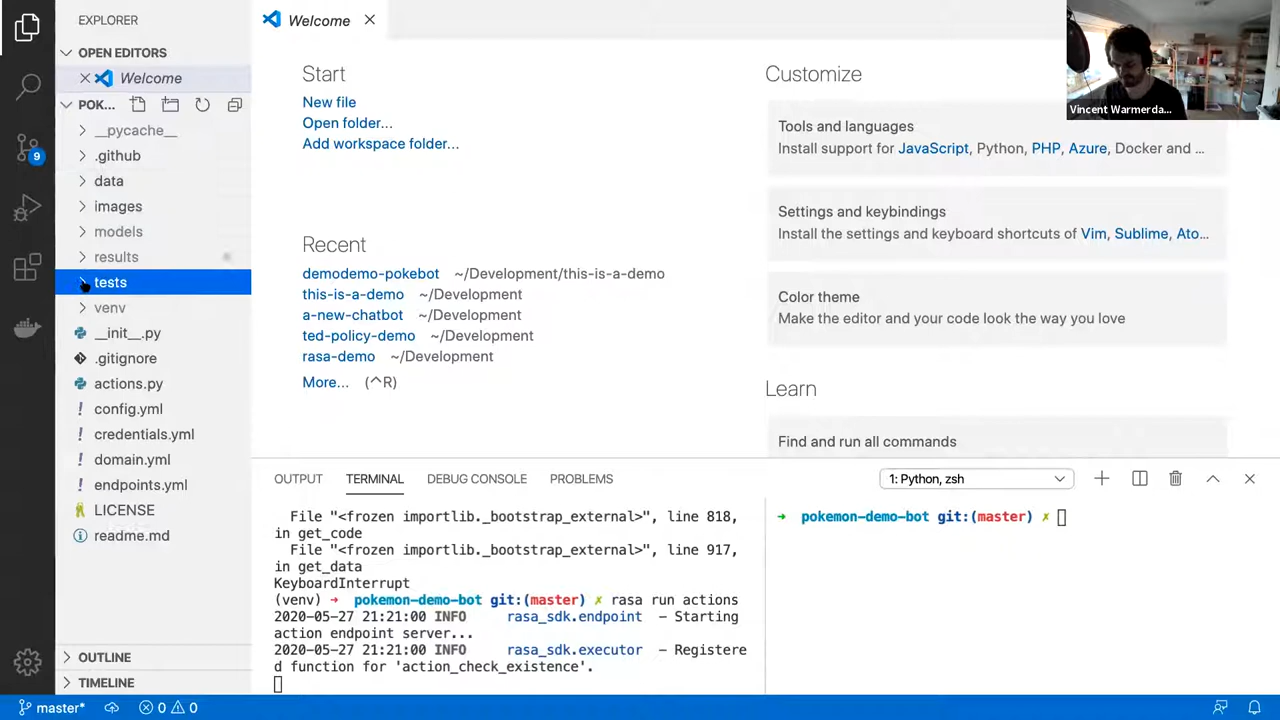 EXPLORER
OPEN EDITORS
Welcome
POK...
__pycache__
.github
data
images
models
results
tests
venv
__init__.py
.gitignore
actions.py
config.yml
credentials.yml
domain.yml
endpoints.yml
LICENSE
readme.md
OUTLINE
TIMELINE
9
Welcome
Start
New file
Open folder...
Add workspace folder...
Recent
demodemo-pokebot ~/Development/this-is-a-demo
this-is-a-demo ~/Development
a-new-chatbot ~/Development
ted-policy-demo ~/Development
rasa-demo ~/Development
More... (^R)
Customize
Tools and languages
Install support for JavaScript, Python, PHP, Azure, Docker and ...
Settings and keybindings
Install the settings and keyboard shortcuts of Vim, Sublime, Ato...
Color theme
Make the editor and your code look the way you love
Learn
Find and run all commands
Vincent Warmerda...
OUTPUT TERMINAL DEBUG CONSOLE PROBLEMS 1: Python, zsh
File "<frozen importlib._bootstrap_external>", line 818,
in get_code
File "<frozen importlib._bootstrap_external>", line 917,
in get_data
KeyboardInterrupt
(venv) ➜ pokemon-demo-bot git:(master) ✗ rasa run actions
2020-05-27 21:21:00 INFO rasa_sdk.endpoint - Starting
action endpoint server...
2020-05-27 21:21:00 INFO rasa_sdk.executor - Registere
d function for 'action_check_existence'.
➜ pokemon-demo-bot git:(master) ✗
master* 0 0